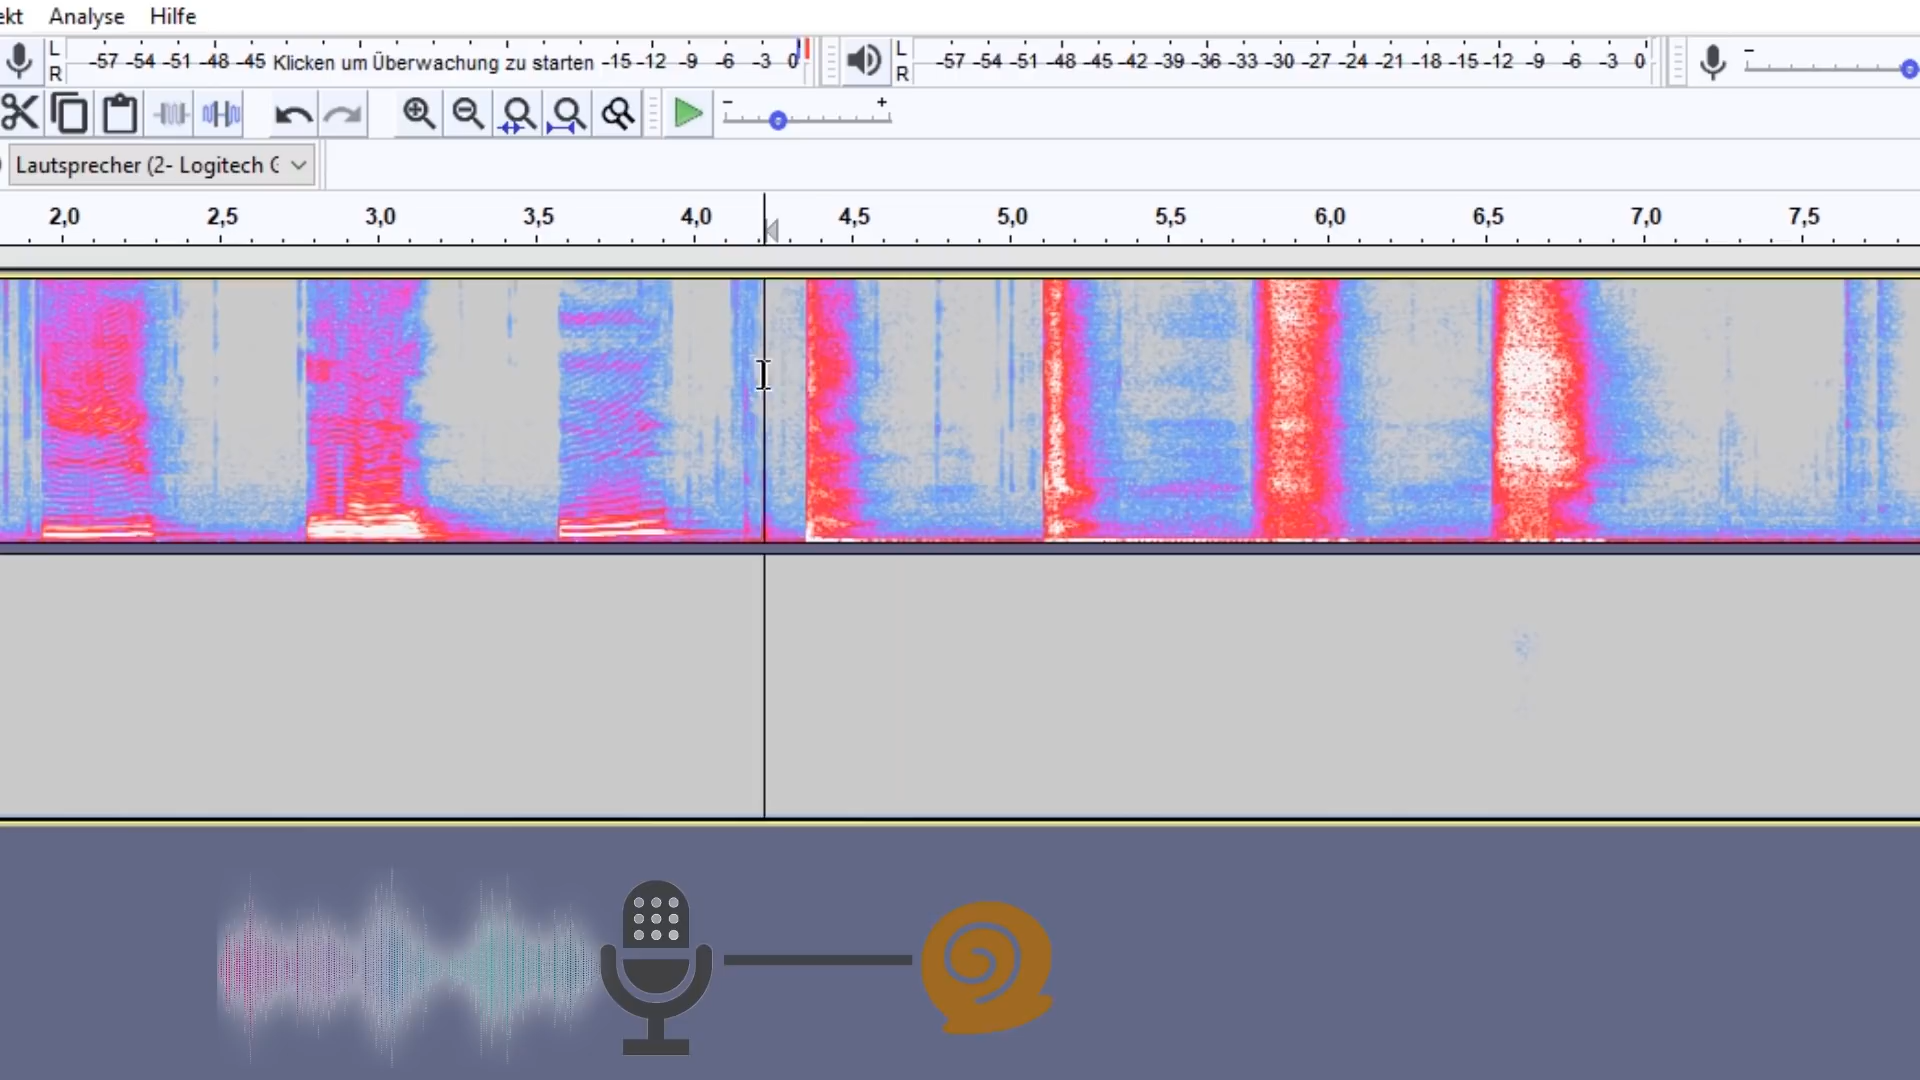 ekt Analyse Hilfe
L
R
-57 -54 -51 -48 -45 Klicken um Überwachung zu starten -15 -12 -9 -6 -3 0
L
R
-57 -54 -51 -48 -45 -42 -39 -36 -33 -30 -27 -24 -21 -18 -15 -12 -9 -6 -3 0
-
- +
Lautsprecher (2- Logitech G
2,0 2,5 3,0 3,5 4,0 4,5 5,0 5,5 6,0 6,5 7,0 7,5